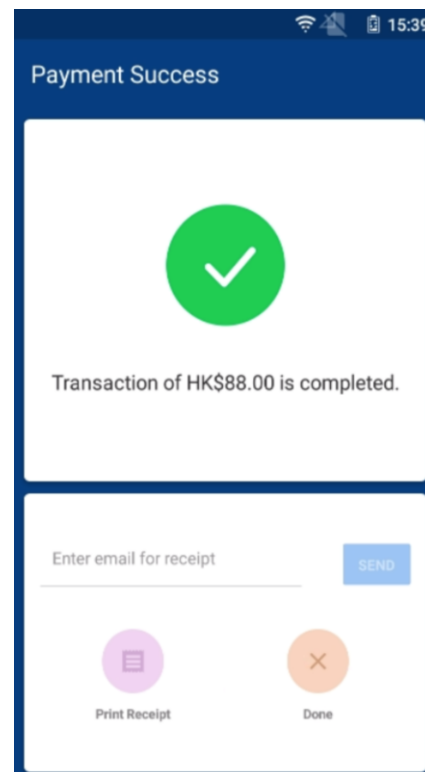 15:39
Payment Success
Transaction of HK$88.00 is completed.
Enter email for receipt
SEND
Print Receipt
Done